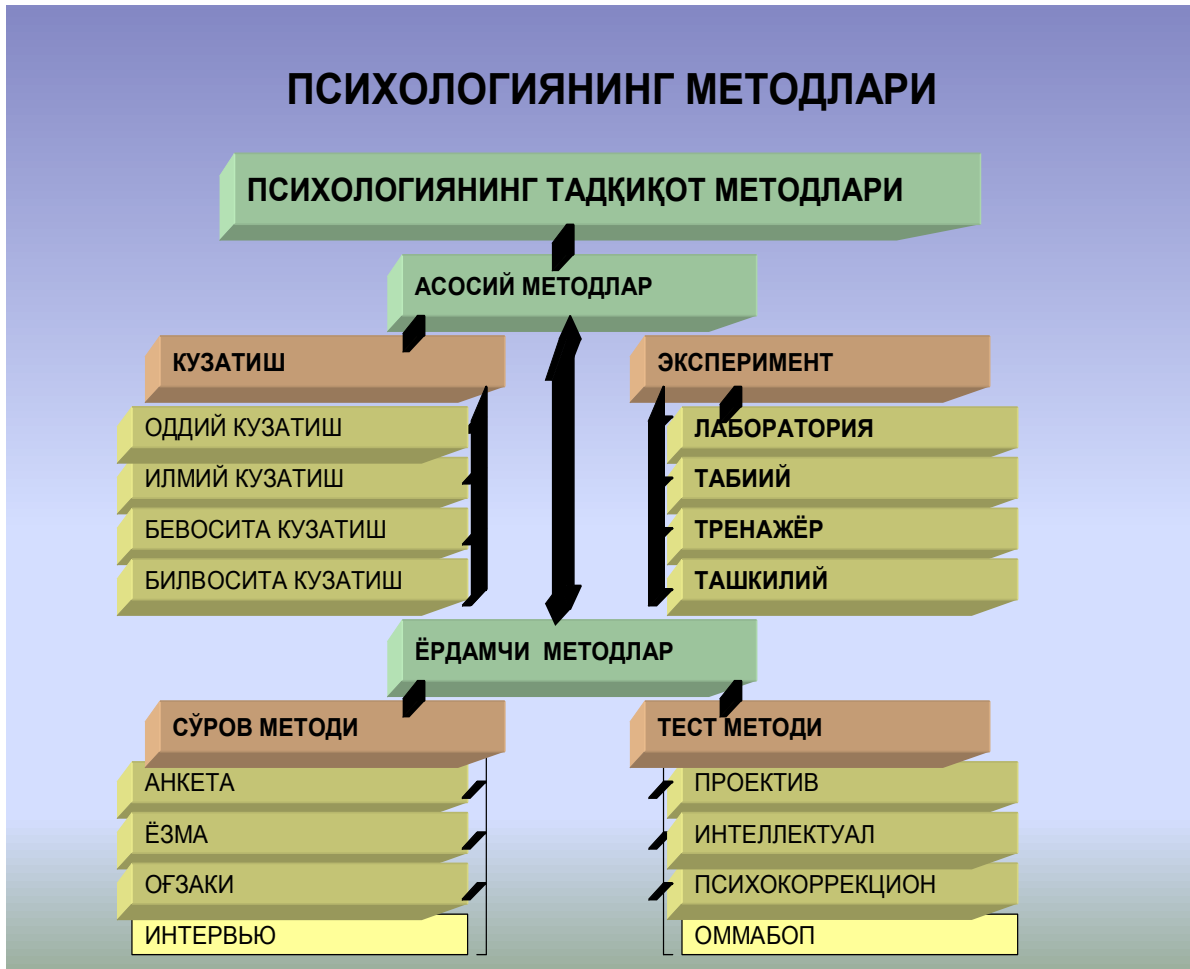 ПСИХОЛОГИЯНИНГ МЕТОДЛАРИ
ПСИХОЛОГИЯНИНГ ТАДҚИҚОТ МЕТОДЛАРИ
АСОСИЙ МЕТОДЛАР
КУЗАТИШ
ОДДИЙ КУЗАТИШ
ИЛМИЙ КУЗАТИШ
БЕВОСИТА КУЗАТИШ
БИЛВОСИТА КУЗАТИШ
ЭКСПЕРИМЕНТ
ЛАБОРАТОРИЯ
ТАБИИЙ
ТРЕНАЖЁР
ТАШКИЛИЙ
ЁРДАМЧИ МЕТОДЛАР
СЎРОВ МЕТОДИ
АНКЕТА
ЁЗМА
ОҒЗАКИ
ИНТЕРВЬЮ
ТЕСТ МЕТОДИ
ПРОЕКТИВ
ИНТЕЛЛЕКТУАЛ
ПСИХОКОРРЕКЦИОН
ОММАБОП